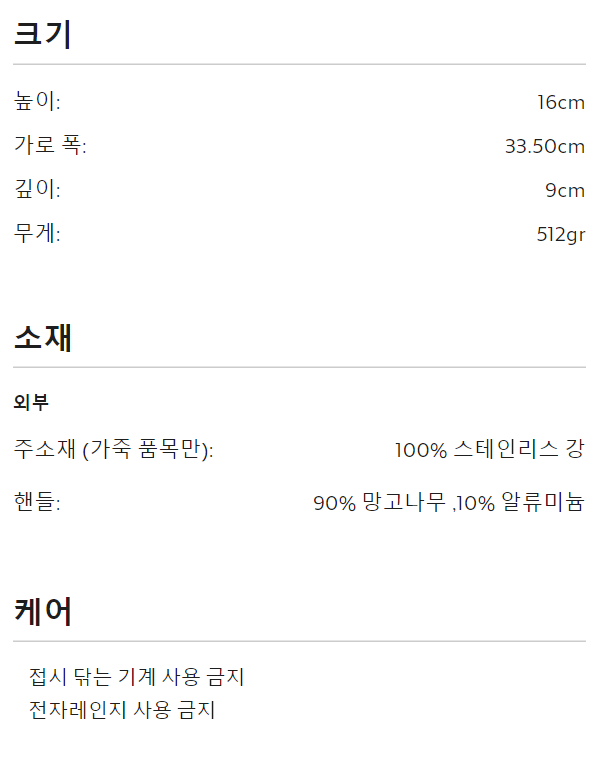 크기
높이: 16cm
가로 폭: 33.50cm
깊이: 9cm
무게: 512gr
소재
외부
주소재 (가죽 품목만): 100% 스테인리스 강
핸들: 90% 망고나무 ,10% 알류미늄
케어
접시 닦는 기계 사용 금지
전자레인지 사용 금지